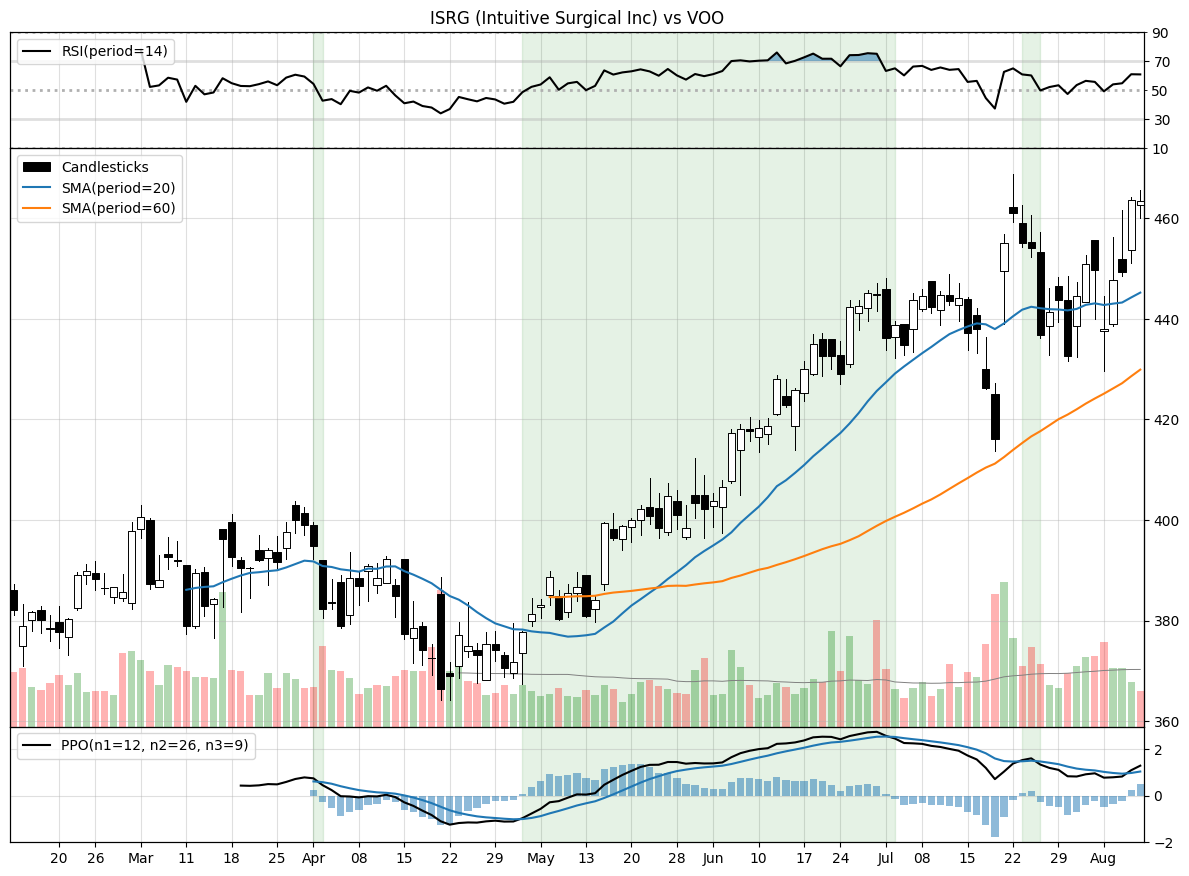 ISRG (Intuitive Surgical Inc) vs VOO
RSI(period=14)
90
70
50
30
10
Candlesticks
SMA(period=20)
SMA(period=60)
460
440
420
400
380
360
PPO(n1=12, n2=26, n3=9)
2
0
−2
20 26 Mar 11 18 25 Apr 08 15 22 29 May 13 20 28 Jun 10 17 24 Jul 08 15 22 29 Aug